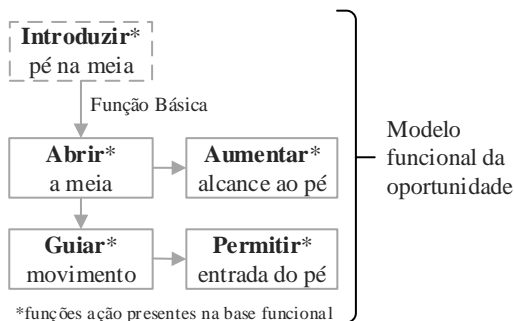 Introduzir*
pé na meia
Função Básica
Abrir*
a meia
Aumentar*
alcance ao pé
Guiar*
movimento
Permitir*
entrada do pé
*funções ação presentes na base funcional
Modelo
funcional da
oportunidade